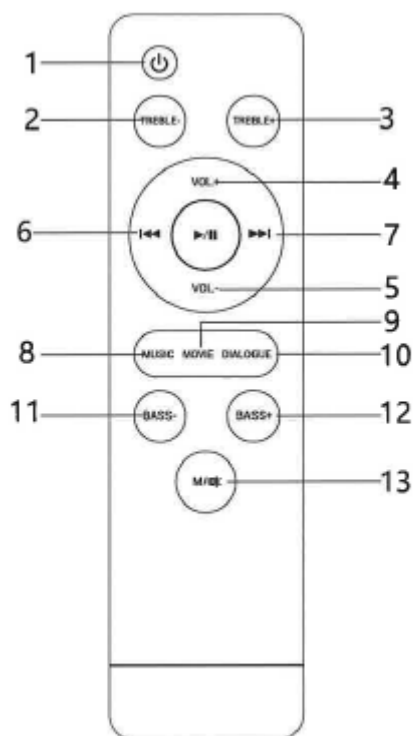 1
2 TREBLE- TREBLE+ 3
VOL+ 4
6 7
VOL- 5
9
8 MUSIC MOVIE DIALOGUE 10
11 BASS- BASS+ 12
M/ 13